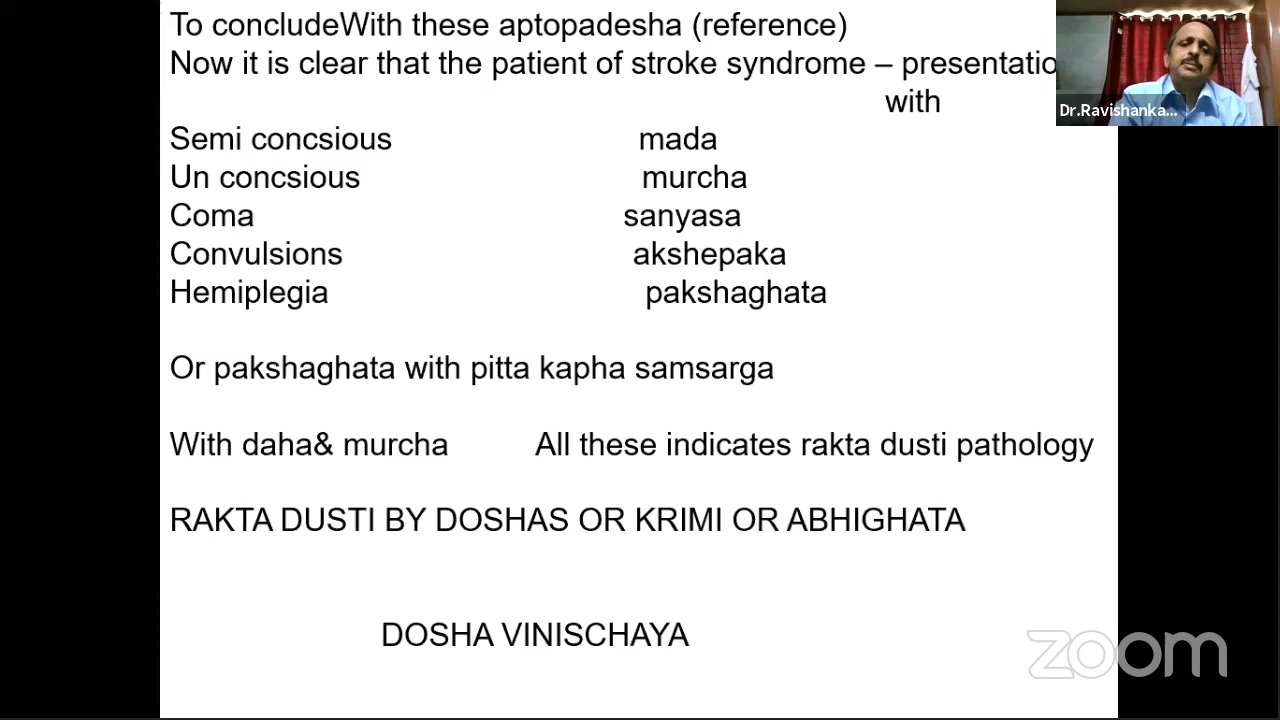 To concludeWith these aptopadesha (reference)
Now it is clear that the patient of stroke syndrome – presentatio
with
Semi concsious mada
Un concsious murcha
Coma sanyasa
Convulsions akshepaka
Hemiplegia pakshaghata
Or pakshaghata with pitta kapha samsarga
With daha& murcha All these indicates rakta dusti pathology
RAKTA DUSTI BY DOSHAS OR KRIMI OR ABHIGHATA
DOSHA VINISCHAYA
Dr.Ravishanka...
zoom